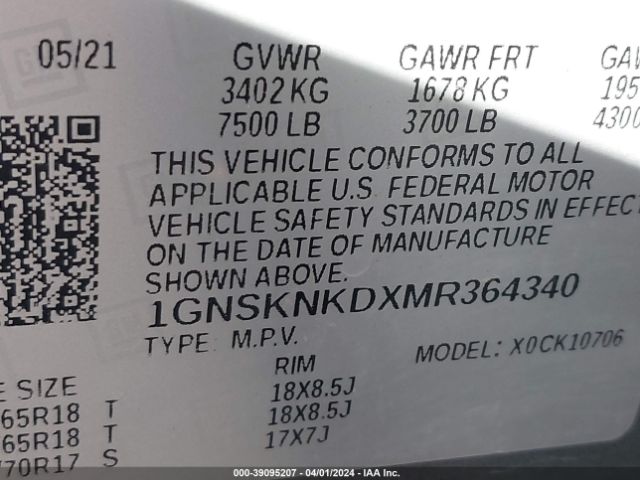 05/21 GVWR GAWR FRT
3402 KG 1678 KG
7500 LB 3700 LB 4300
THIS VEHICLE CONFORMS TO ALL
APPLICABLE U.S. FEDERAL MOTOR
VEHICLE SAFETY STANDARDS IN EFFECT
ON THE DATE OF MANUFACTURE
SHOWN ABOVE.
1GNSKNKDXMR364340
TYPE: M.P.V. MODEL: X0CK10706
SIZE RIM
65R18 T 18X8.5J
65R18 T 18X8.5J
70R17 S 17X7J
000-39095207 - 04/01/2024 - IAA Inc.